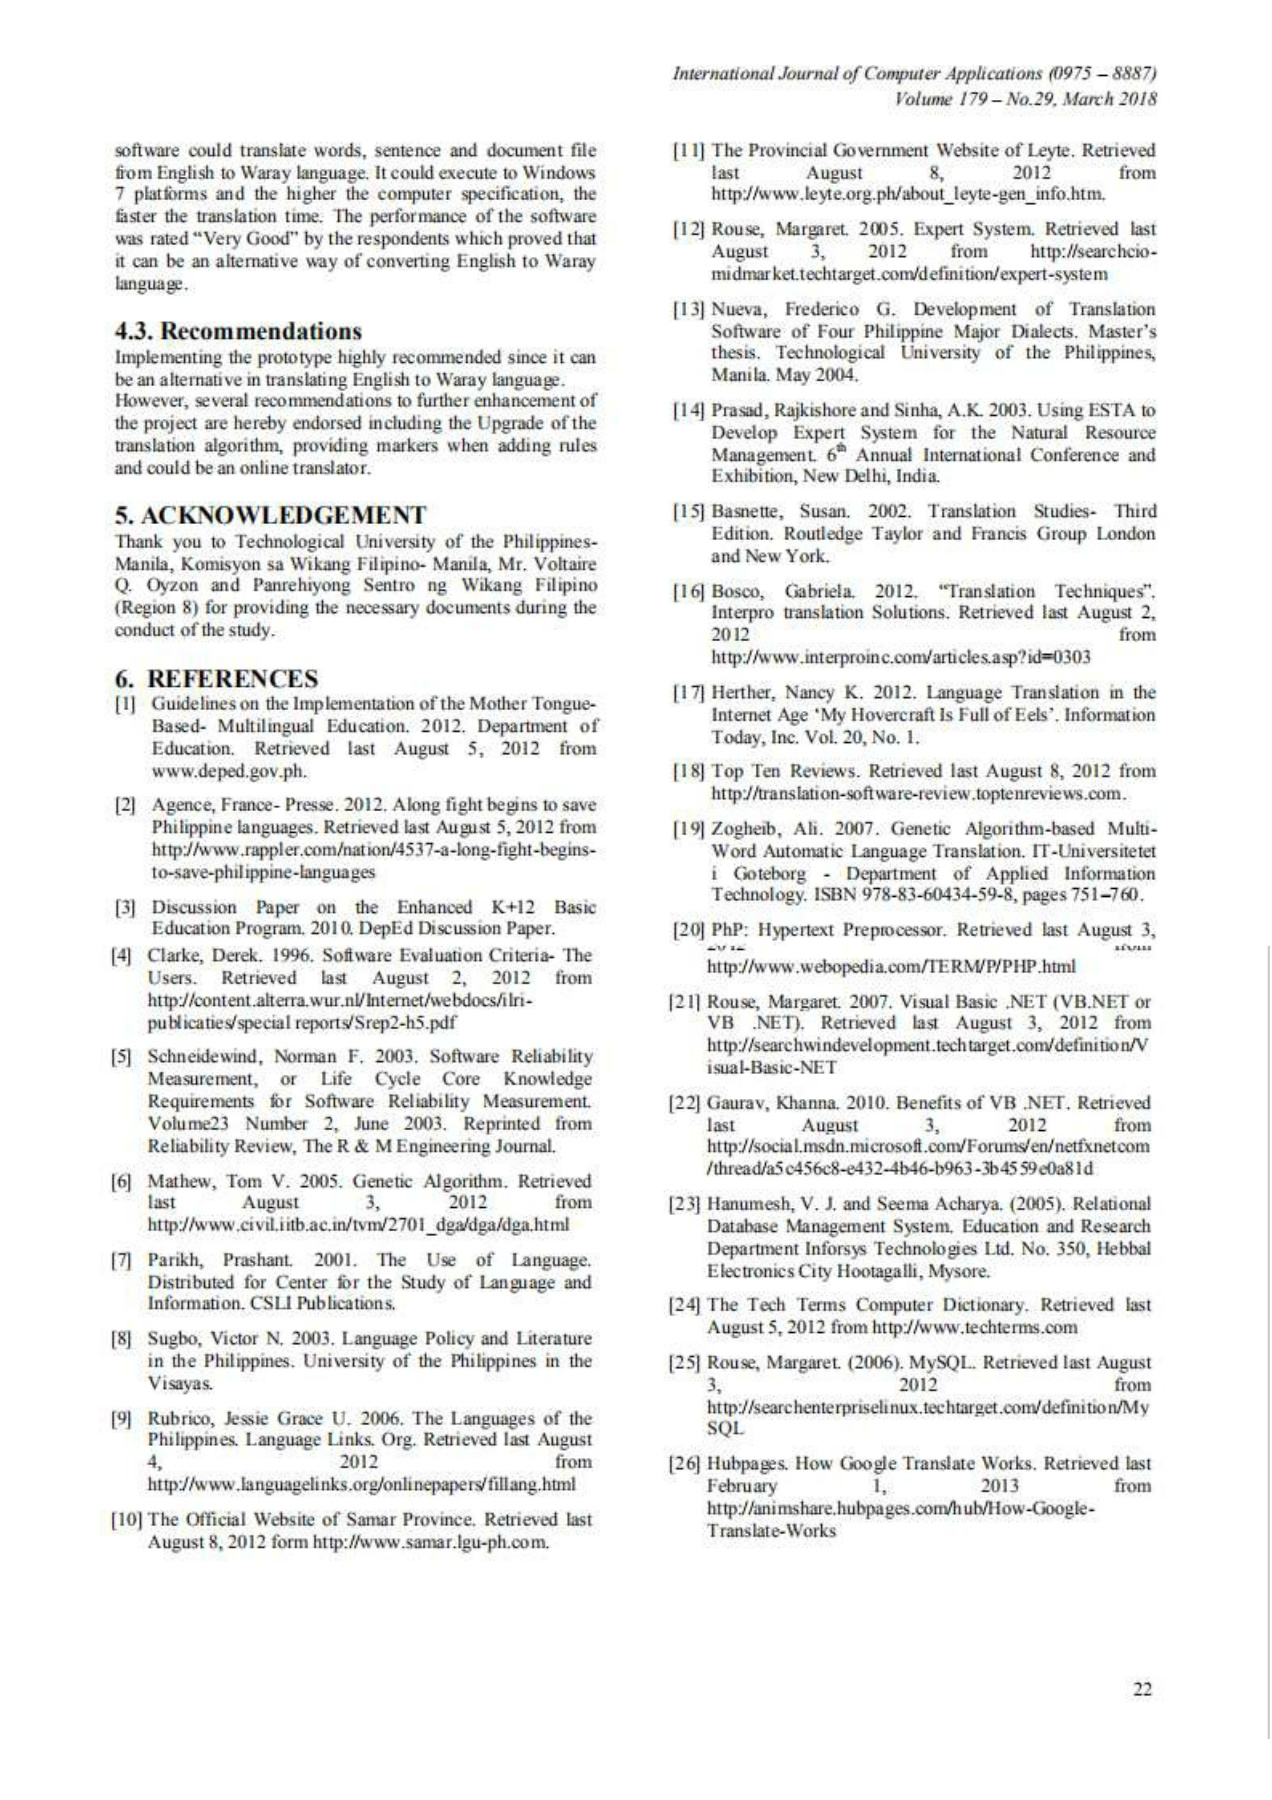 International Journal of Computer Applications (0975 – 8887)
Volume 179 – No.29, March 2018
software could translate words, sentence and document file
from English to Waray language. It could execute to Windows
7 platforms and the higher the computer specification, the
faster the translation time. The performance of the software
was rated “Very Good” by the respondents which proved that
it can be an alternative way of converting English to Waray
language.
4.3. Recommendations
Implementing the prototype highly recommended since it can
be an alternative in translating English to Waray language.
However, several recommendations to further enhancement of
the project are hereby endorsed including the Upgrade of the
translation algorithm, providing markers when adding rules
and could be an online translator.
5. ACKNOWLEDGEMENT
Thank you to Technological University of the Philippines-
Manila, Komisyon sa Wikang Filipino- Manila, Mr. Voltaire
Q. Oyzon and Panrehiyong Sentro ng Wikang Filipino
(Region 8) for providing the necessary documents during the
conduct of the study.
6. REFERENCES
[1] Guidelines on the Implementation of the Mother Tongue-
Based- Multilingual Education. 2012. Department of
Education. Retrieved last August 5, 2012 from
www.deped.gov.ph.
[2] Agence, France- Presse. 2012. Along fight begins to save
Philippine languages. Retrieved last August 5, 2012 from
http://www.rappler.com/nation/4537-a-long-fight-begins-
to-save-philippine-languages
[3] Discussion Paper on the Enhanced K+12 Basic
Education Program. 2010. DepEd Discussion Paper.
[4] Clarke, Derek. 1996. Software Evaluation Criteria- The
Users. Retrieved last August 2, 2012 from
http://content.alterra.wur.nl/Internet/webdocs/ilri-
publicaties/special reports/Srep2-h5.pdf
[5] Schneidewind, Norman F. 2003. Software Reliability
Measurement, or Life Cycle Core Knowledge
Requirements for Software Reliability Measurement.
Volume23 Number 2, June 2003. Reprinted from
Reliability Review, The R & M Engineering Journal.
[6] Mathew, Tom V. 2005. Genetic Algorithm. Retrieved
last August 3, 2012 from
http://www.civil.iitb.ac.in/tvm/2701_dga/dga/dga.html
[7] Parikh, Prashant. 2001. The Use of Language.
Distributed for Center for the Study of Language and
Information. CSLI Publications.
[8] Sugbo, Victor N. 2003. Language Policy and Literature
in the Philippines. University of the Philippines in the
Visayas.
[9] Rubrico, Jessie Grace U. 2006. The Languages of the
Philippines. Language Links. Org. Retrieved last August
4, 2012 from
http://www.languagelinks.org/onlinepapers/fillang.html
[10] The Official Website of Samar Province. Retrieved last
August 8, 2012 form http://www.samar.lgu-ph.com.
[11] The Provincial Government Website of Leyte. Retrieved
last August 8, 2012 from
http://www.leyte.org.ph/about_leyte-gen_info.htm.
[12] Rouse, Margaret. 2005. Expert System. Retrieved last
August 3, 2012 from http://searchcio-
midmarket.techtarget.com/definition/expert-system
[13] Nueva, Frederico G. Development of Translation
Software of Four Philippine Major Dialects. Master's
thesis. Technological University of the Philippines,
Manila. May 2004.
[14] Prasad, Rajkishore and Sinha, A.K. 2003. Using ESTA to
Develop Expert System for the Natural Resource
Management. 6th Annual International Conference and
Exhibition, New Delhi, India.
[15] Basnette, Susan. 2002. Translation Studies- Third
Edition. Routledge Taylor and Francis Group London
and New York.
[16] Bosco, Gabriela. 2012. “Translation Techniques”.
Interpro translation Solutions. Retrieved last August 2,
2012 from
http://www.interproinc.com/articles.asp?id=0303
[17] Herther, Nancy K. 2012. Language Translation in the
Internet Age ‘My Hovercraft Is Full of Eels’. Information
Today, Inc. Vol. 20, No. 1.
[18] Top Ten Reviews. Retrieved last August 8, 2012 from
http://translation-software-review.toptenreviews.com.
[19] Zogheib, Ali. 2007. Genetic Algorithm-based Multi-
Word Automatic Language Translation. IT-Universitetet
i Goteborg - Department of Applied Information
Technology. ISBN 978-83-60434-59-8, pages 751–760.
[20] PhP: Hypertext Preprocessor. Retrieved last August 3,
http://www.webopedia.com/TERM/P/PHP.html
[21] Rouse, Margaret. 2007. Visual Basic .NET (VB.NET or
VB .NET). Retrieved last August 3, 2012 from
http://searchwindevelopment.techtarget.com/definition/V
isual-Basic-NET
[22] Gaurav, Khanna. 2010. Benefits of VB .NET. Retrieved
last August 3, 2012 from
http://social.msdn.microsoft.com/Forums/en/netfxnetcom
/thread/a5c456c8-e432-4b46-b963-3b4559e0a81d
[23] Hanumesh, V. J. and Seema Acharya. (2005). Relational
Database Management System. Education and Research
Department Inforsys Technologies Ltd. No. 350, Hebbal
Electronics City Hootagalli, Mysore.
[24] The Tech Terms Computer Dictionary. Retrieved last
August 5, 2012 from http://www.techterms.com
[25] Rouse, Margaret. (2006). MySQL. Retrieved last August
3, 2012 from
http://searchenterpriselinux.techtarget.com/definition/My
SQL
[26] Hubpages. How Google Translate Works. Retrieved last
February 1, 2013 from
http://animshare.hubpages.com/hub/How-Google-
Translate-Works
22